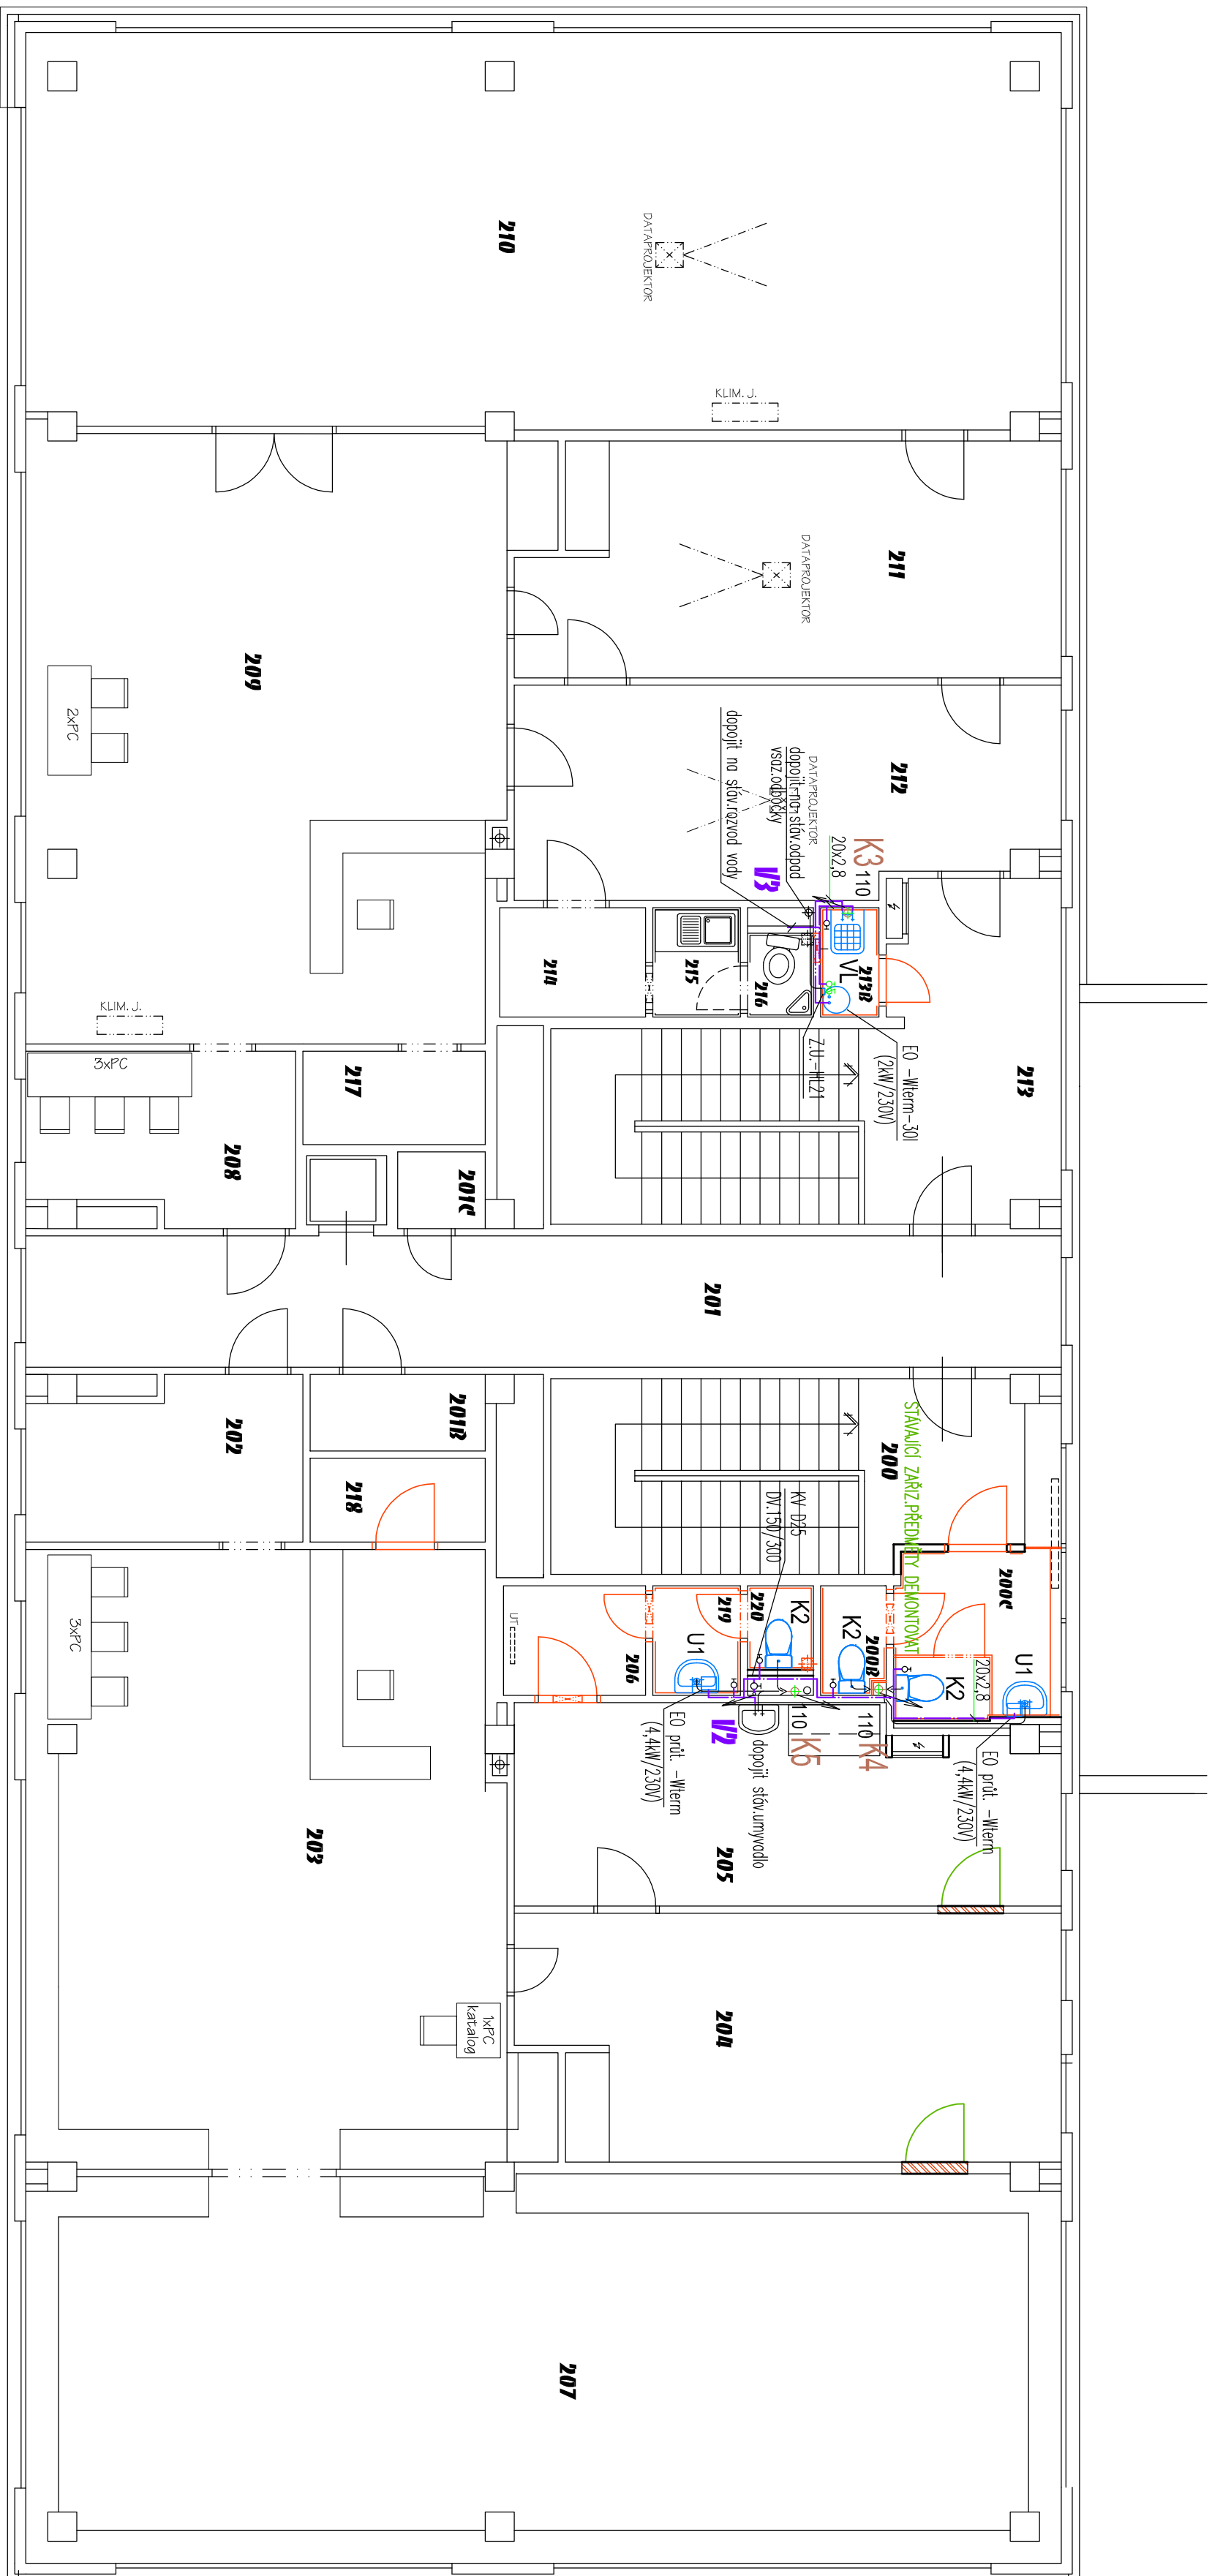 210
DATAPROJEKTOR
KLIM. J.
211
DATAPROJEKTOR
209
2xPC
212
DATAPROJEKTOR
dopojit na stáv.odpad
vsaz.odbočky
dopojit na stáv.rozvod vody
V3
K3
110
20x2,8
VL
213B
214
215
216
213
EO -Wterm-30l
(2kW/230V)
Z.U.-HL21
KLIM. J.
3xPC
217
208
201C
201
202
201B
218
200
STÁVAJÍCÍ ZAŘIZ.PŘEDMĚTY DEMONTOVAT
KV D25
DV.150/300
200C
U1
K2
20x2,8
200B
K2
220
K2
219
U1
206
UT
3xPC
V2
110
K5
110
K4
dopojit stáv.umyvadlo
EO průt. -Wterm
(4,4kW/230V)
EO průt. -Wterm
(4,4kW/230V)
203
205
204
1xPC
katalog
207